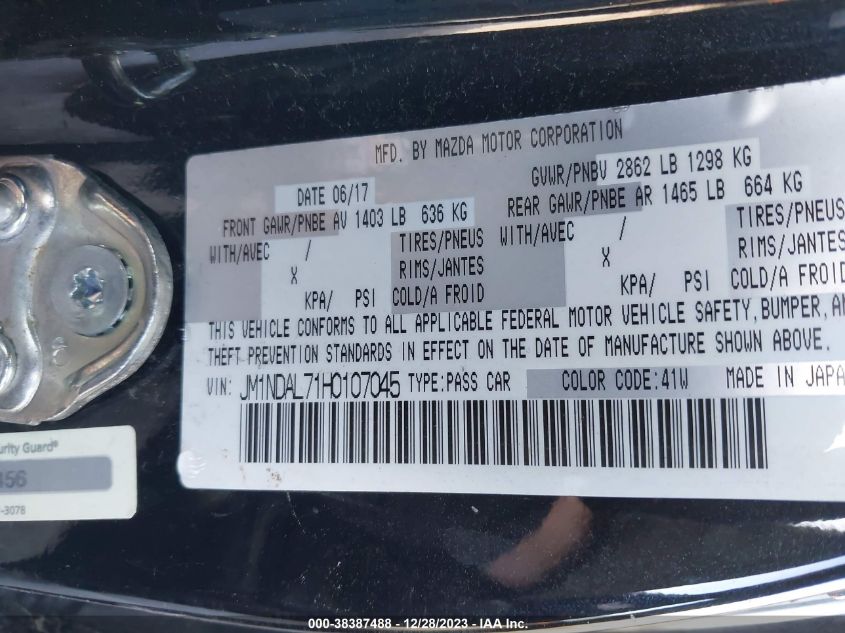 MFD. BY MAZDA MOTOR CORPORATION
DATE 06/17
GVWR/PNBV 2862 LB 1298 KG
FRONT GAWR/PNBE AV 1403 LB 636 KG
REAR GAWR/PNBE AR 1465 LB 664 KG
WITH/AVEC / TIRES/PNEUS WITH/AVEC / TIRES/PNEUS
X RIMS/JANTES X RIMS/JANTES
KPA/ PSI COLD/A FROID KPA/ PSI COLD/A FROID
THIS VEHICLE CONFORMS TO ALL APPLICABLE FEDERAL MOTOR VEHICLE SAFETY, BUMPER,
THEFT PREVENTION STANDARDS IN EFFECT ON THE DATE OF MANUFACTURE SHOWN ABOVE.
VIN: JM1NDAL71H0107045 TYPE:PASS CAR COLOR CODE:41W MADE IN JAPA
urity Guard®
456
-3078
000-38387488 - 12/28/2023 - IAA Inc.